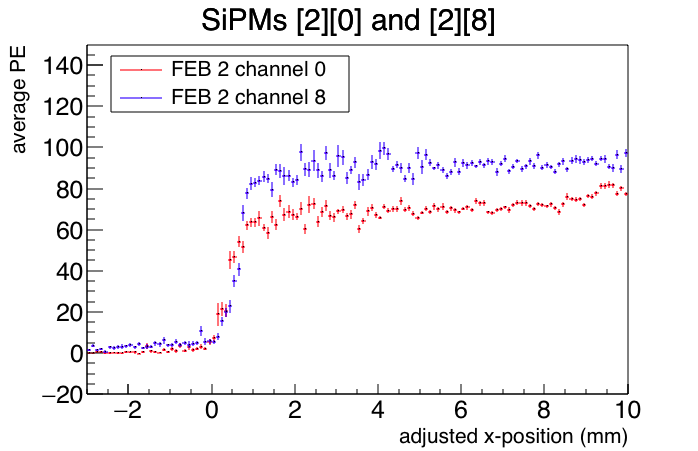 SiPMs [2][0] and [2][8]
average PE
140
120
100
80
60
40
20
0
−20
FEB 2 channel 0
FEB 2 channel 8
−2 0 2 4 6 8 10
adjusted x-position (mm)